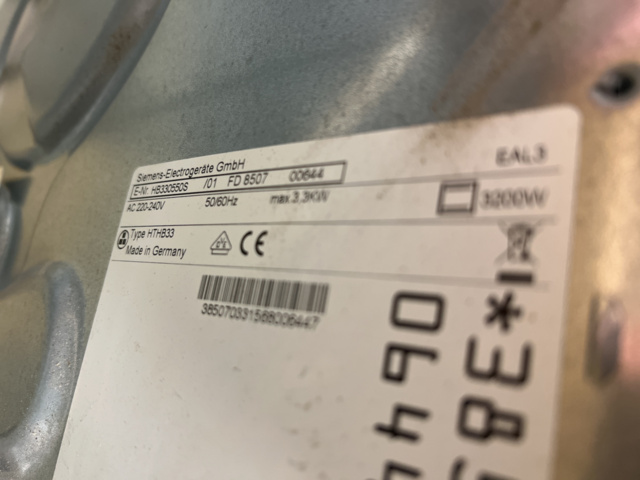 Siemens-Electrogeräte GmbH
E-Nr. HB330550S /01 FD 8507 00644
EAL3
AC 220-240V 50/60Hz max.3.3KW 3200W
Type HTHB33
Made in Germany
CE
385070331568006447